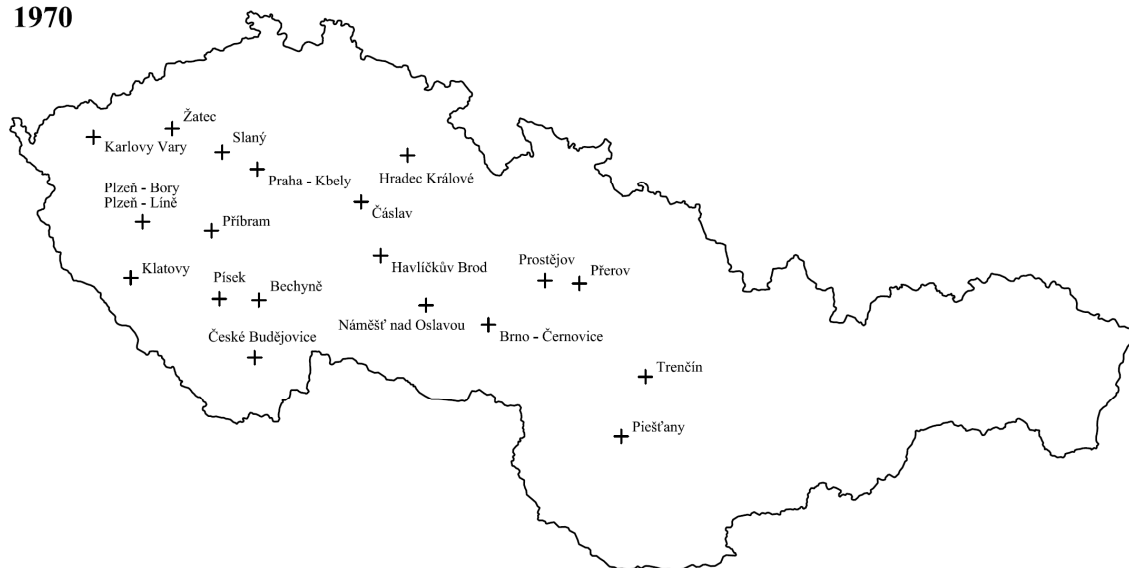 1970
Žatec
Karlovy Vary
Slaný
Praha - Kbely
Hradec Králové
Plzeň - Bory
Plzeň - Líně
Čáslav
Příbram
Klatovy
Havlíčkův Brod
Prostějov
Přerov
Písek
Bechyně
Náměšť nad Oslavou
Brno - Černovice
České Budějovice
Trenčín
Piešťany